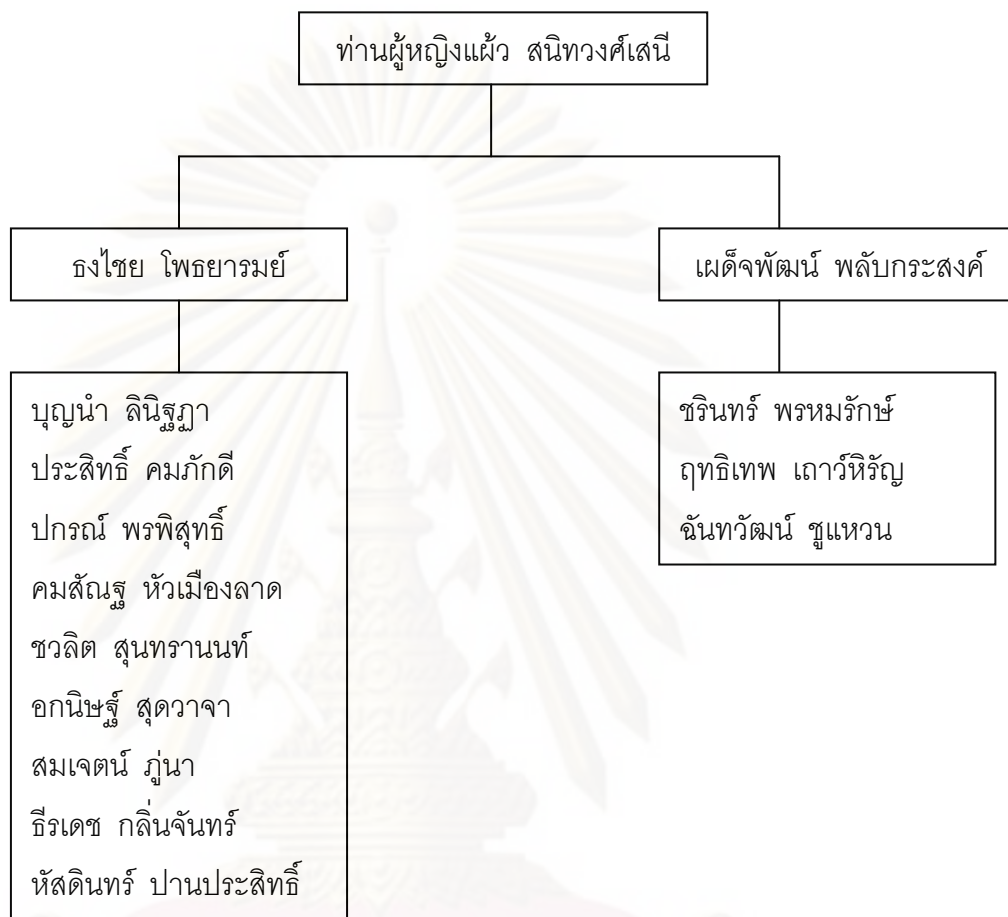 ท่านผู้หญิงแผ้ว สนิทวงศ์เสนี
ธงไชย โพธยารมย์
เผด็จพัฒน์ พลับกระสงค์
บุญนำ ลินิฐฎา
ประสิทธิ์ คมภักดี
ปกรณ์ พรพิสุทธิ์
คมสัณฐ หัวเมืองลาด
ชวลิต สุนทรานนท์
อกนิษฐ์ สุดวาจา
สมเจตน์ ภู่นา
ธีรเดช กลิ่นจันทร์
หัสดินทร์ ปานประสิทธิ์
ชรินทร์ พรหมรักษ์
ฤทธิเทพ เถาว์หิรัญ
ฉันทวัฒน์ ชูแหวน